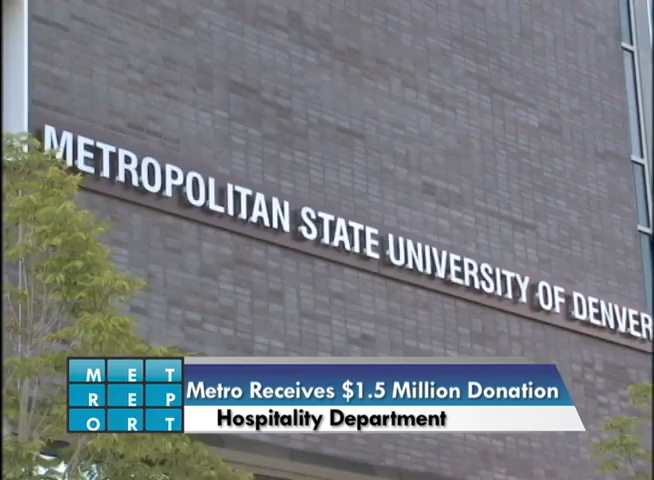 METROPOLITAN STATE UNIVERSITY OF DENVER
MET
REP
ORT
Metro Receives $1.5 Million Donation
Hospitality Department